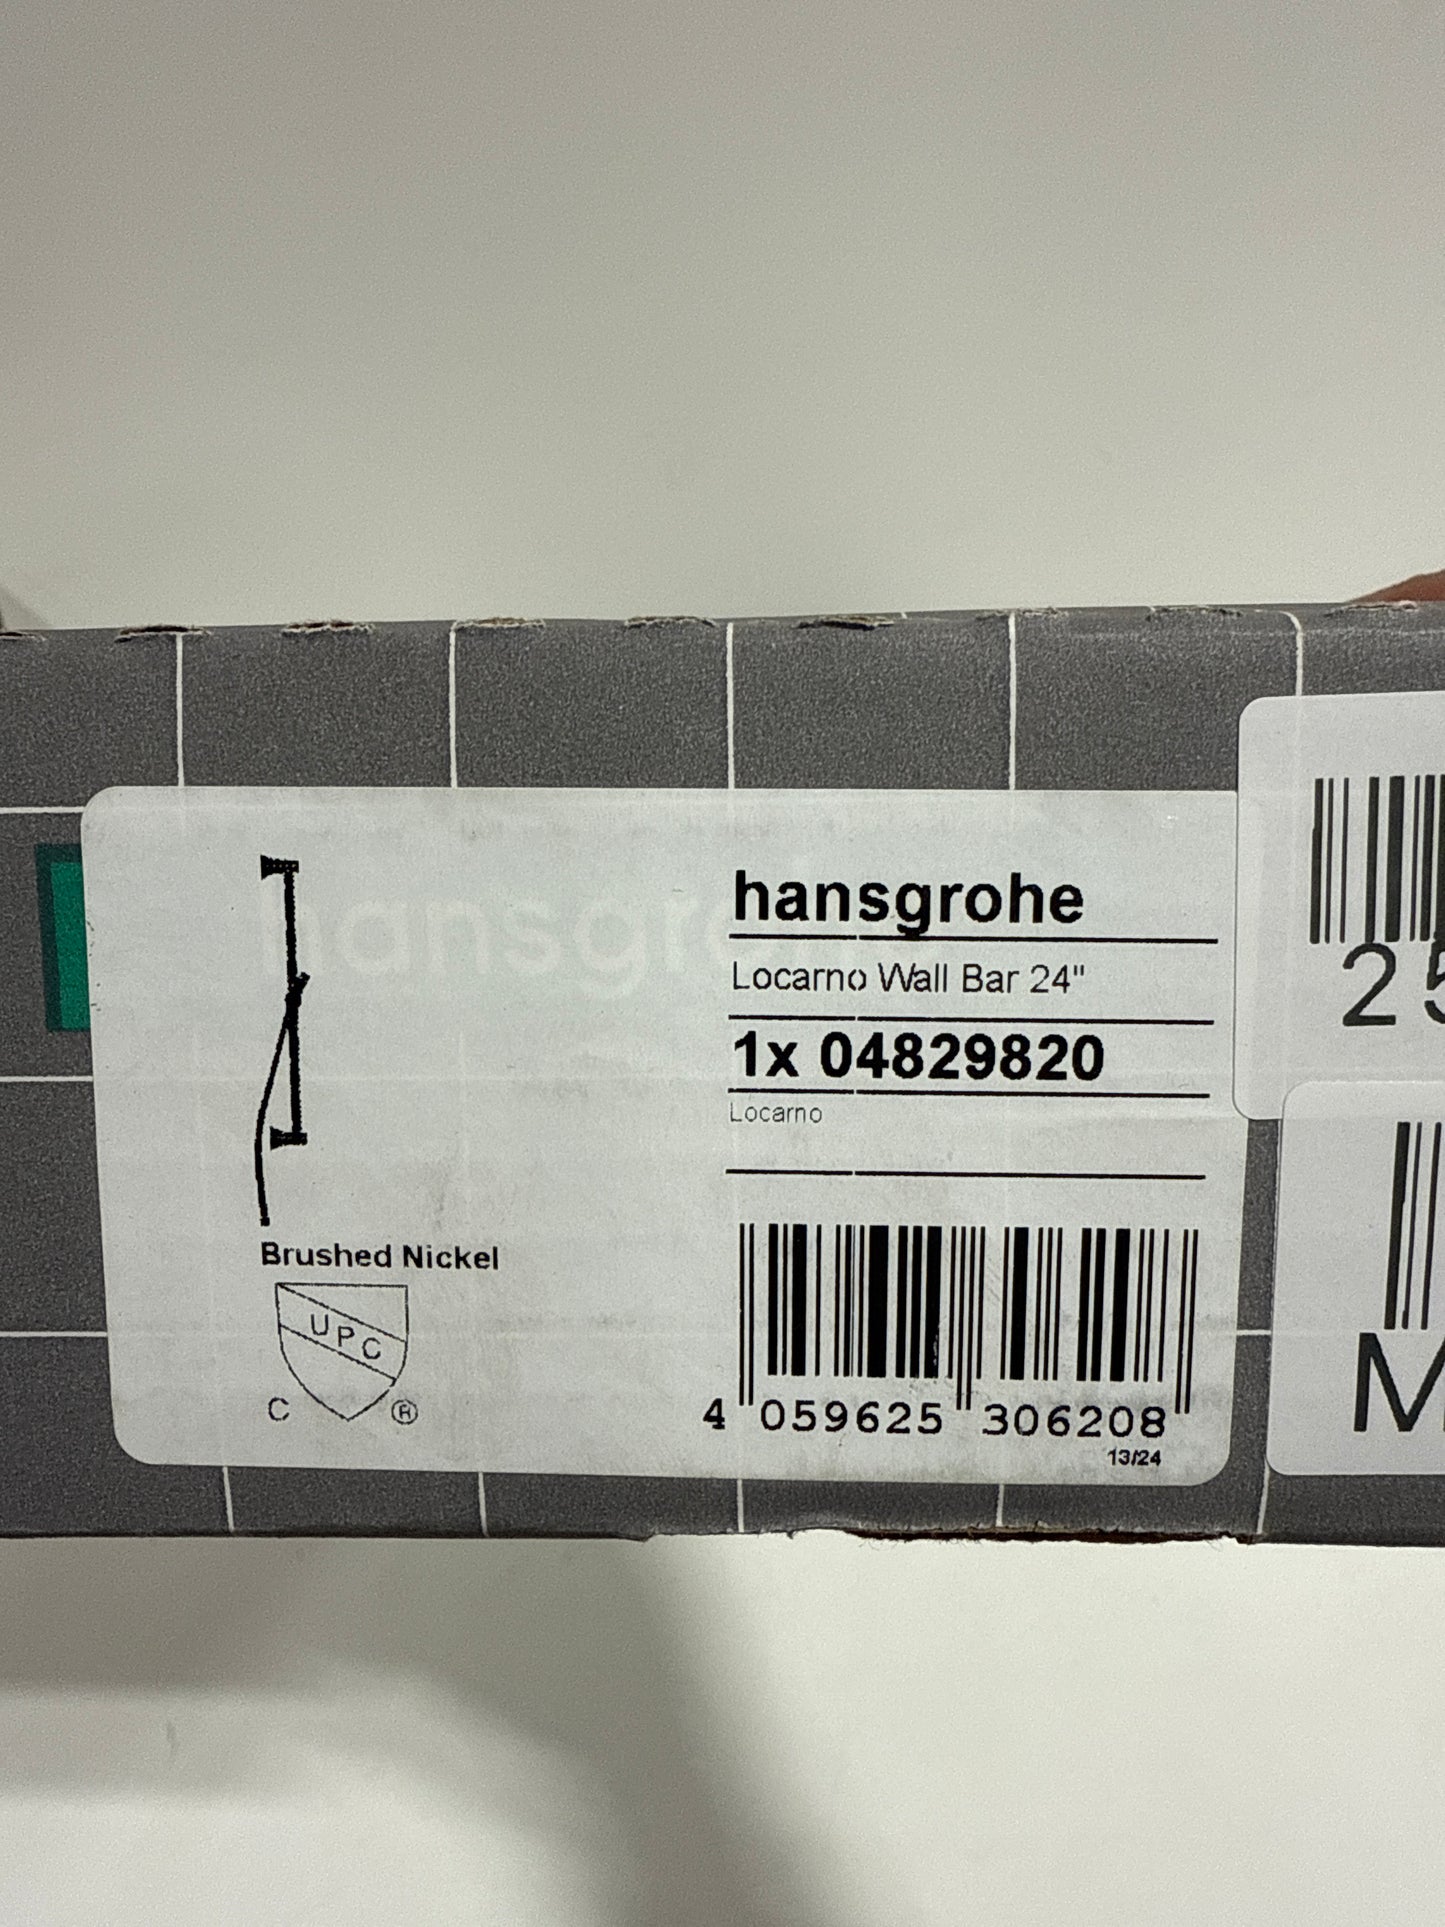 hansgrohe
Locarno Wall Bar 24"
1x 04829820
Locarno
Brushed Nickel
UPC
C ®
4 059625 306208
13/24
25
M